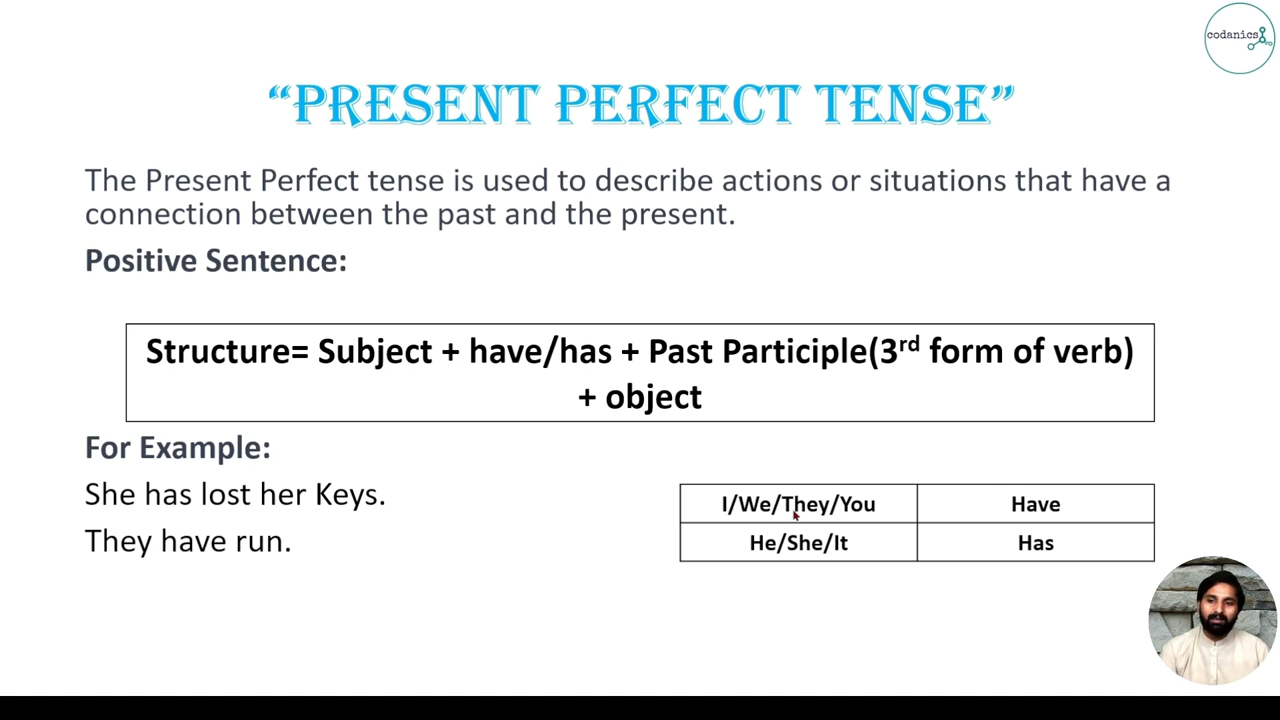 codanics
“PRESENT PERFECT TENSE”
The Present Perfect tense is used to describe actions or situations that have a
connection between the past and the present.
Positive Sentence:
Structure= Subject + have/has + Past Participle(3rd form of verb)
+ object
For Example:
She has lost her Keys.
They have run.
I/We/They/You Have
He/She/It Has